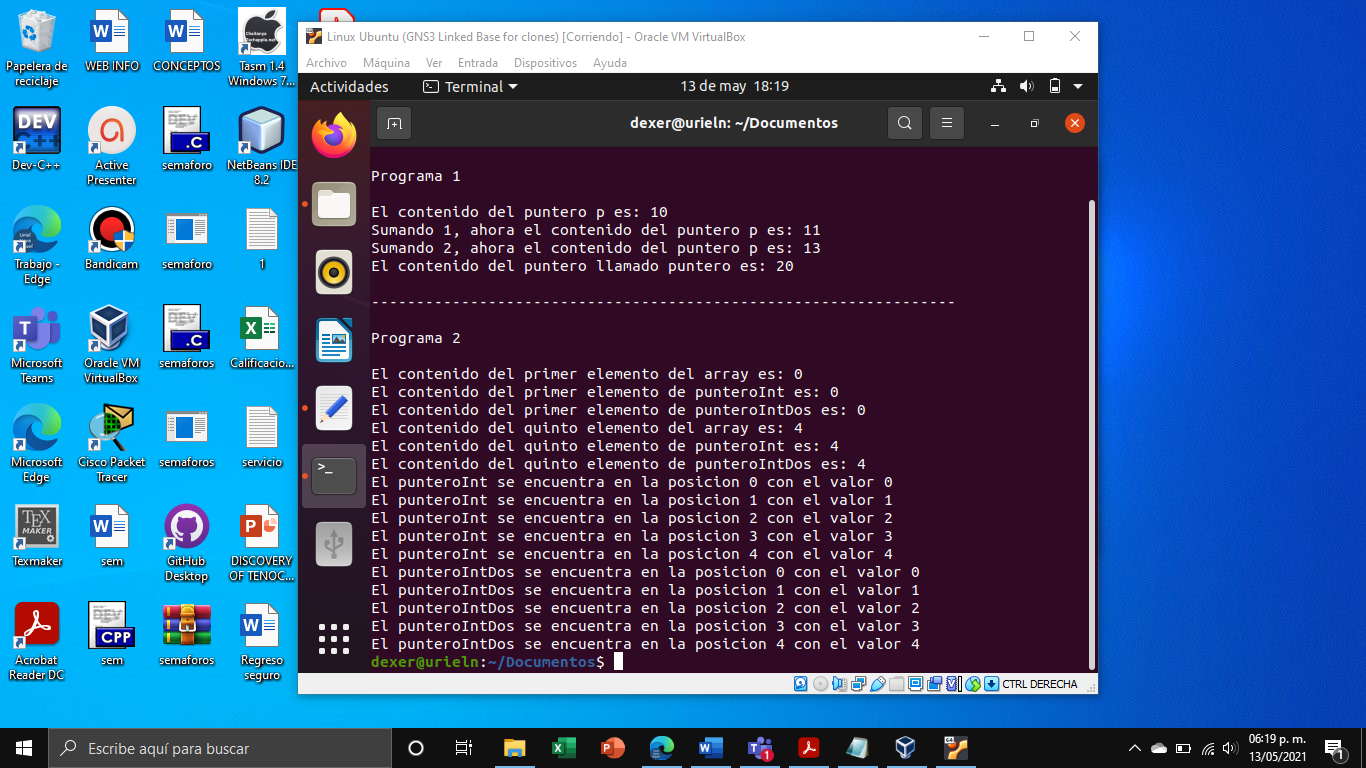 Papelera de reciclaje
WEB INFO
CONCEPTOS
Tasm 1.4 Windows 7...
Dev-C++
Active Presenter
semaforo
NetBeans IDE 8.2
Trabajo - Edge
Bandicam
semaforo
1
Microsoft Teams
Oracle VM VirtualBox
semaforos
Calificacio...
Microsoft Edge
Cisco Packet Tracer
semaforos
servicio
Texmaker
sem
GitHub Desktop
DISCOVERY OF TENOC...
Acrobat Reader DC
sem
semaforos
Regreso seguro
Linux Ubuntu (GNS3 Linked Base for clones) [Corriendo] - Oracle VM VirtualBox
Archivo Máquina Ver Entrada Dispositivos Ayuda
Actividades Terminal 13 de may 18:19
dexer@urieln: ~/Documentos
Programa 1
El contenido del puntero p es: 10
Sumando 1, ahora el contenido del puntero p es: 11
Sumando 2, ahora el contenido del puntero p es: 13
El contenido del puntero llamado puntero es: 20
-----------------------------------------------------------------
Programa 2
El contenido del primer elemento del array es: 0
El contenido del primer elemento de punteroInt es: 0
El contenido del primer elemento de punteroIntDos es: 0
El contenido del quinto elemento del array es: 4
El contenido del quinto elemento de punteroInt es: 4
El contenido del quinto elemento de punteroIntDos es: 4
El punteroInt se encuentra en la posicion 0 con el valor 0
El punteroInt se encuentra en la posicion 1 con el valor 1
El punteroInt se encuentra en la posicion 2 con el valor 2
El punteroInt se encuentra en la posicion 3 con el valor 3
El punteroInt se encuentra en la posicion 4 con el valor 4
El punteroIntDos se encuentra en la posicion 0 con el valor 0
El punteroIntDos se encuentra en la posicion 1 con el valor 1
El punteroIntDos se encuentra en la posicion 2 con el valor 2
El punteroIntDos se encuentra en la posicion 3 con el valor 3
El punteroIntDos se encuentra en la posicion 4 con el valor 4
dexer@urieln:~/Documentos$
CTRL DERECHA
Escribe aquí para buscar
06:19 p. m.
13/05/2021